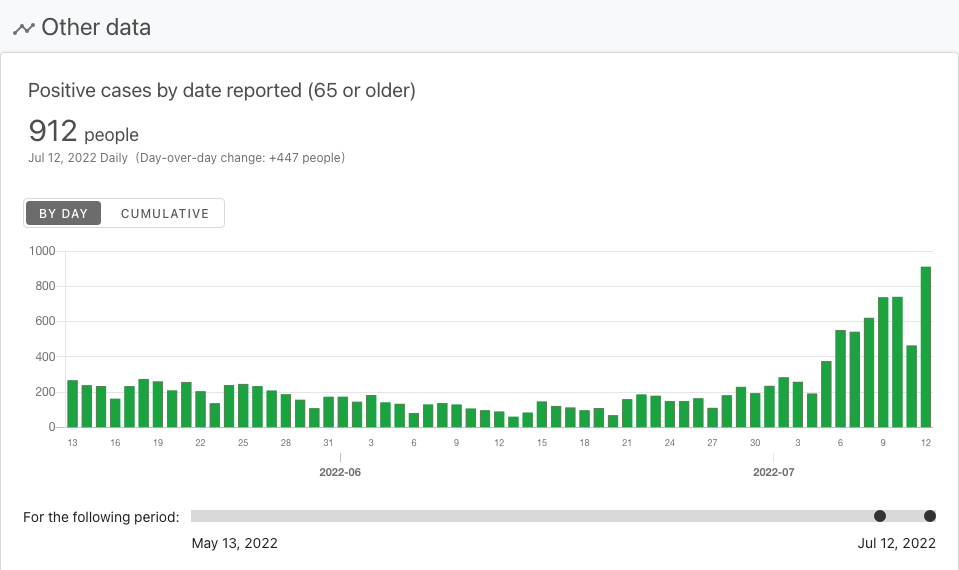 Other data
Positive cases by date reported (65 or older)
912 people
Jul 12, 2022 Daily (Day-over-day change: +447 people)
BY DAY CUMULATIVE
1000
800
600
400
200
0
13 16 19 22 25 28 31 3 6 9 12 15 18 21 24 27 30 3 6 9 12
2022-06 2022-07
For the following period:
May 13, 2022 Jul 12, 2022